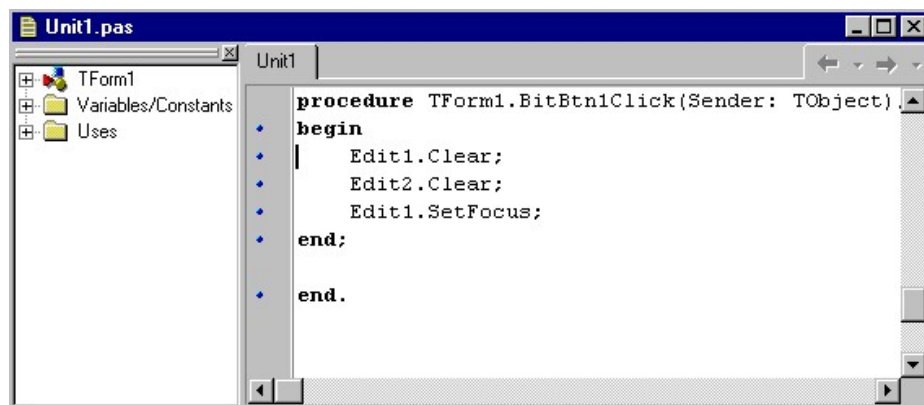 Unit1.pas
TForm1
Variables/Constants
Uses
Unit1
procedure TForm1.BitBtn1Click(Sender: TObject)
begin
Edit1.Clear;
Edit2.Clear;
Edit1.SetFocus;
end;
end.